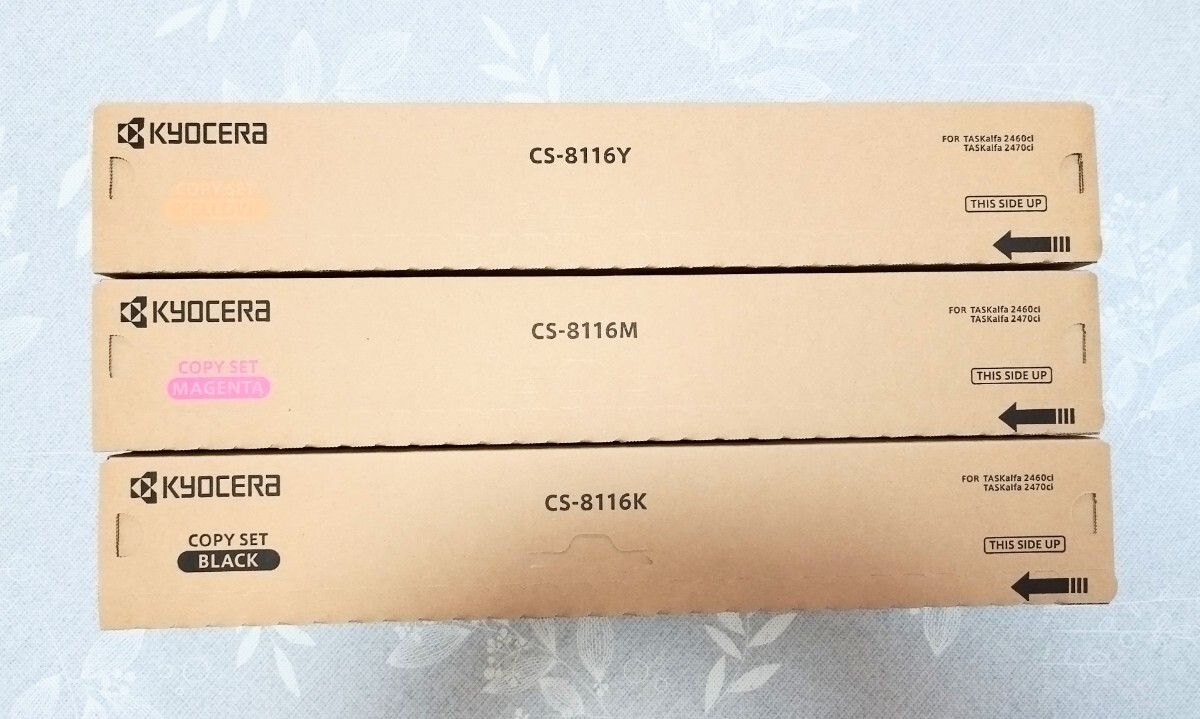 KYOCERA
CS-8116Y
FOR TASKalfa 2460ci
TASKalfa 2470ci
COPY SET
YELLOW
THIS SIDE UP
KYOCERA
CS-8116M
FOR TASKalfa 2460ci
TASKalfa 2470ci
COPY SET
MAGENTA
THIS SIDE UP
KYOCERA
CS-8116K
FOR TASKalfa 2460ci
TASKalfa 2470ci
COPY SET
BLACK
THIS SIDE UP